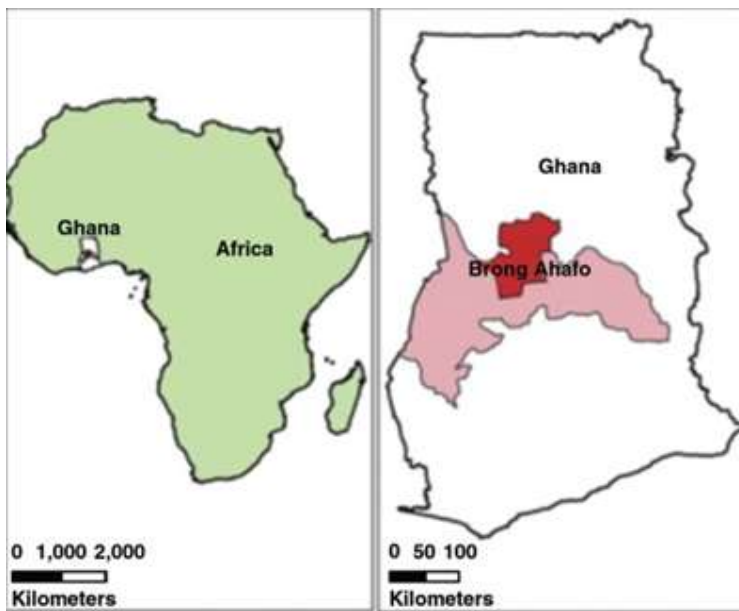 Ghana
Africa
0 1,000 2,000
Kilometers
Ghana
Brong Ahafo
0 50 100
Kilometers